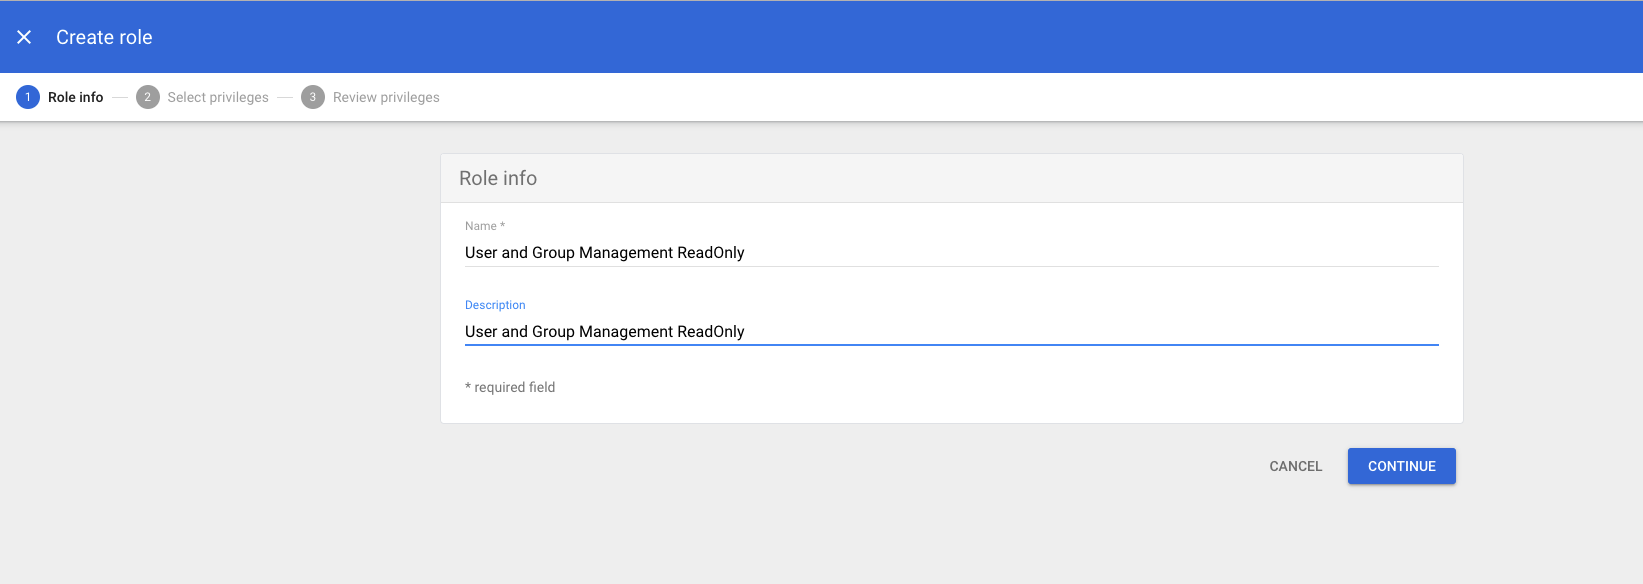 Create role
1 Role info 2 Select privileges 3 Review privileges
Role info
Name *
User and Group Management ReadOnly
Description
User and Group Management ReadOnly
* required field
CANCEL CONTINUE